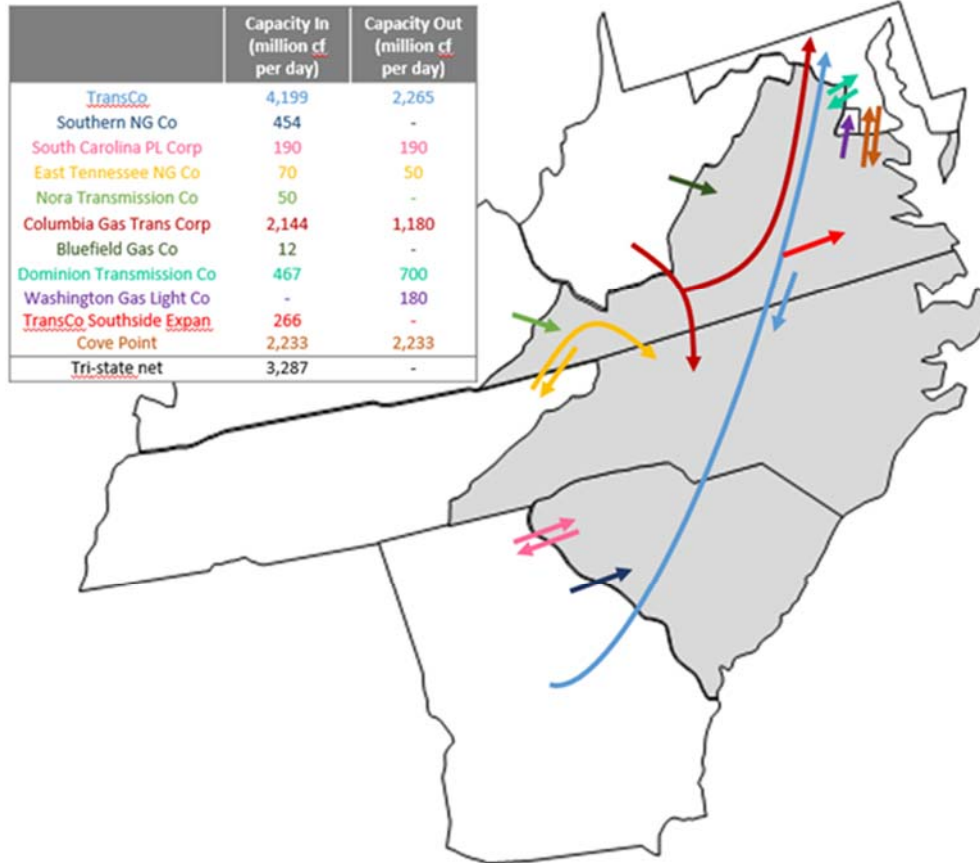 Capacity In (million cf per day) Capacity Out (million cf per day)
TransCo 4,199 2,265
Southern NG Co 454 -
South Carolina PL Corp 190 190
East Tennessee NG Co 70 50
Nora Transmission Co 50 -
Columbia Gas Trans Corp 2,144 1,180
Bluefield Gas Co 12 -
Dominion Transmission Co 467 700
Washington Gas Light Co - 180
TransCo Southside Expan 266 -
Cove Point 2,233 2,233
Tri-state net 3,287 -